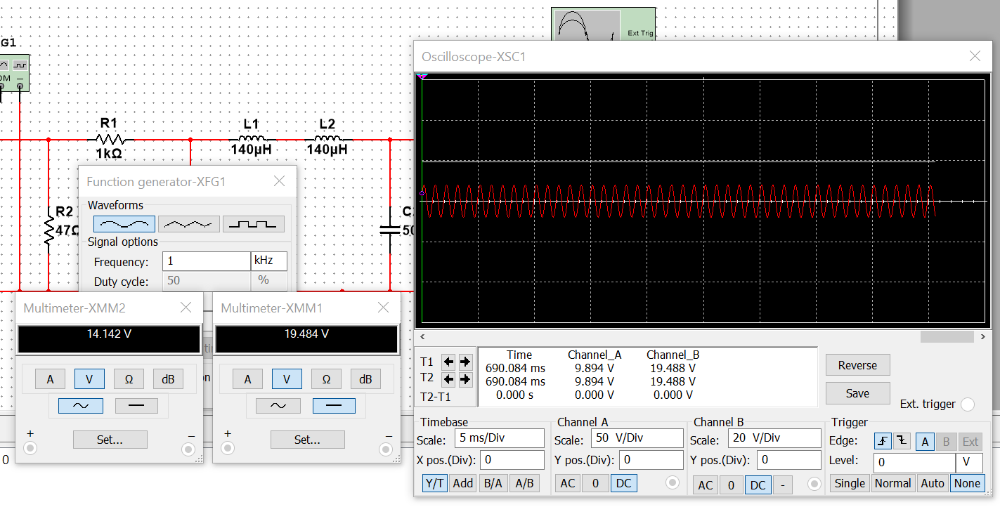 G1
Ext Trig
Oscilloscope-XSC1
R1
1kΩ
L1
140µH
L2
140µH
Function generator-XFG1
Waveforms
R2
47Ω
Signal options
Frequency: 1 kHz
Duty cycle: 50 %
Multimeter-XMM2
14.142 V
A V Ω dB
+ −
Set...
Multimeter-XMM1
19.484 V
A V Ω dB
+ −
Set...
Time Channel_A Channel_B
T1 690.084 ms 9.894 V 19.488 V
T2 690.084 ms 9.894 V 19.488 V
T2-T1 0.000 s 0.000 V 0.000 V
Reverse
Save
Ext. trigger
Timebase
Scale: 5 ms/Div
X pos.(Div): 0
Y/T Add B/A A/B
Channel A
Scale: 50 V/Div
Y pos.(Div): 0
AC 0 DC
Channel B
Scale: 20 V/Div
Y pos.(Div): 0
AC 0 DC -
Trigger
Edge: A B Ext
Level: 0 V
Single Normal Auto None
0